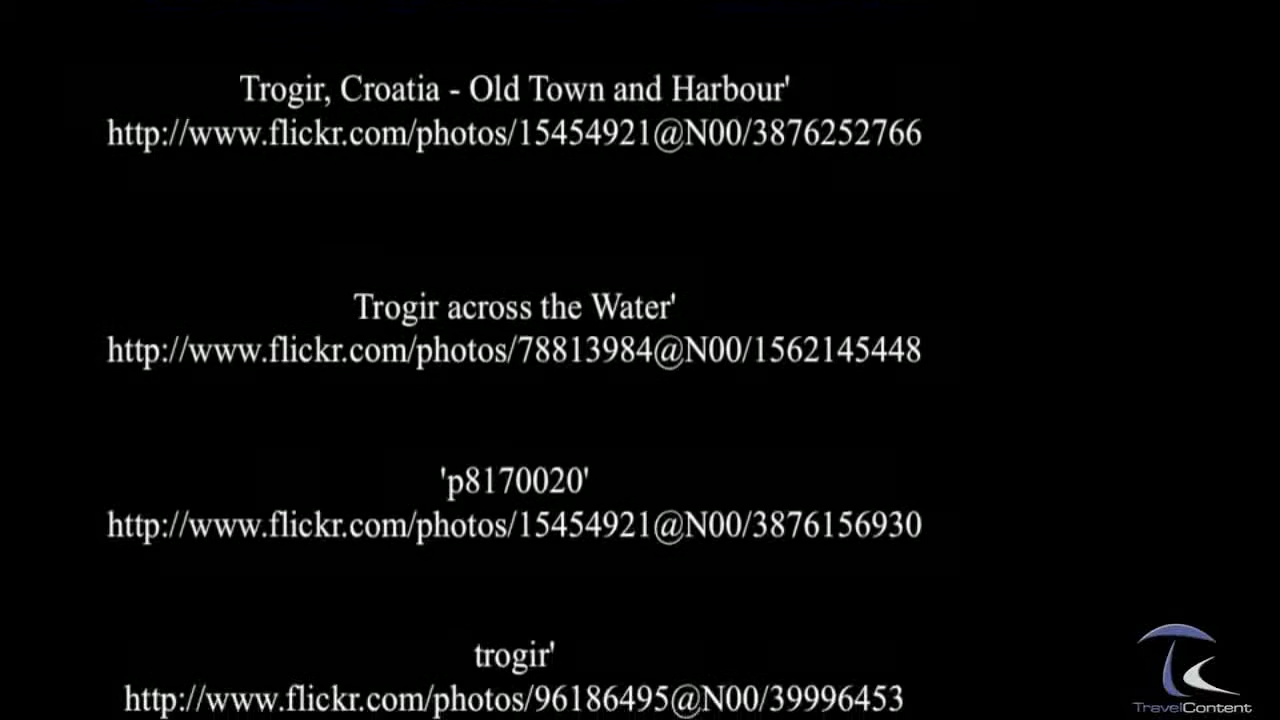 Trogir, Croatia - Old Town and Harbour'
http://www.flickr.com/photos/15454921@N00/3876252766
Trogir across the Water'
http://www.flickr.com/photos/78813984@N00/1562145448
'p8170020'
http://www.flickr.com/photos/15454921@N00/3876156930
trogir'
http://www.flickr.com/photos/96186495@N00/39996453
TravelContent